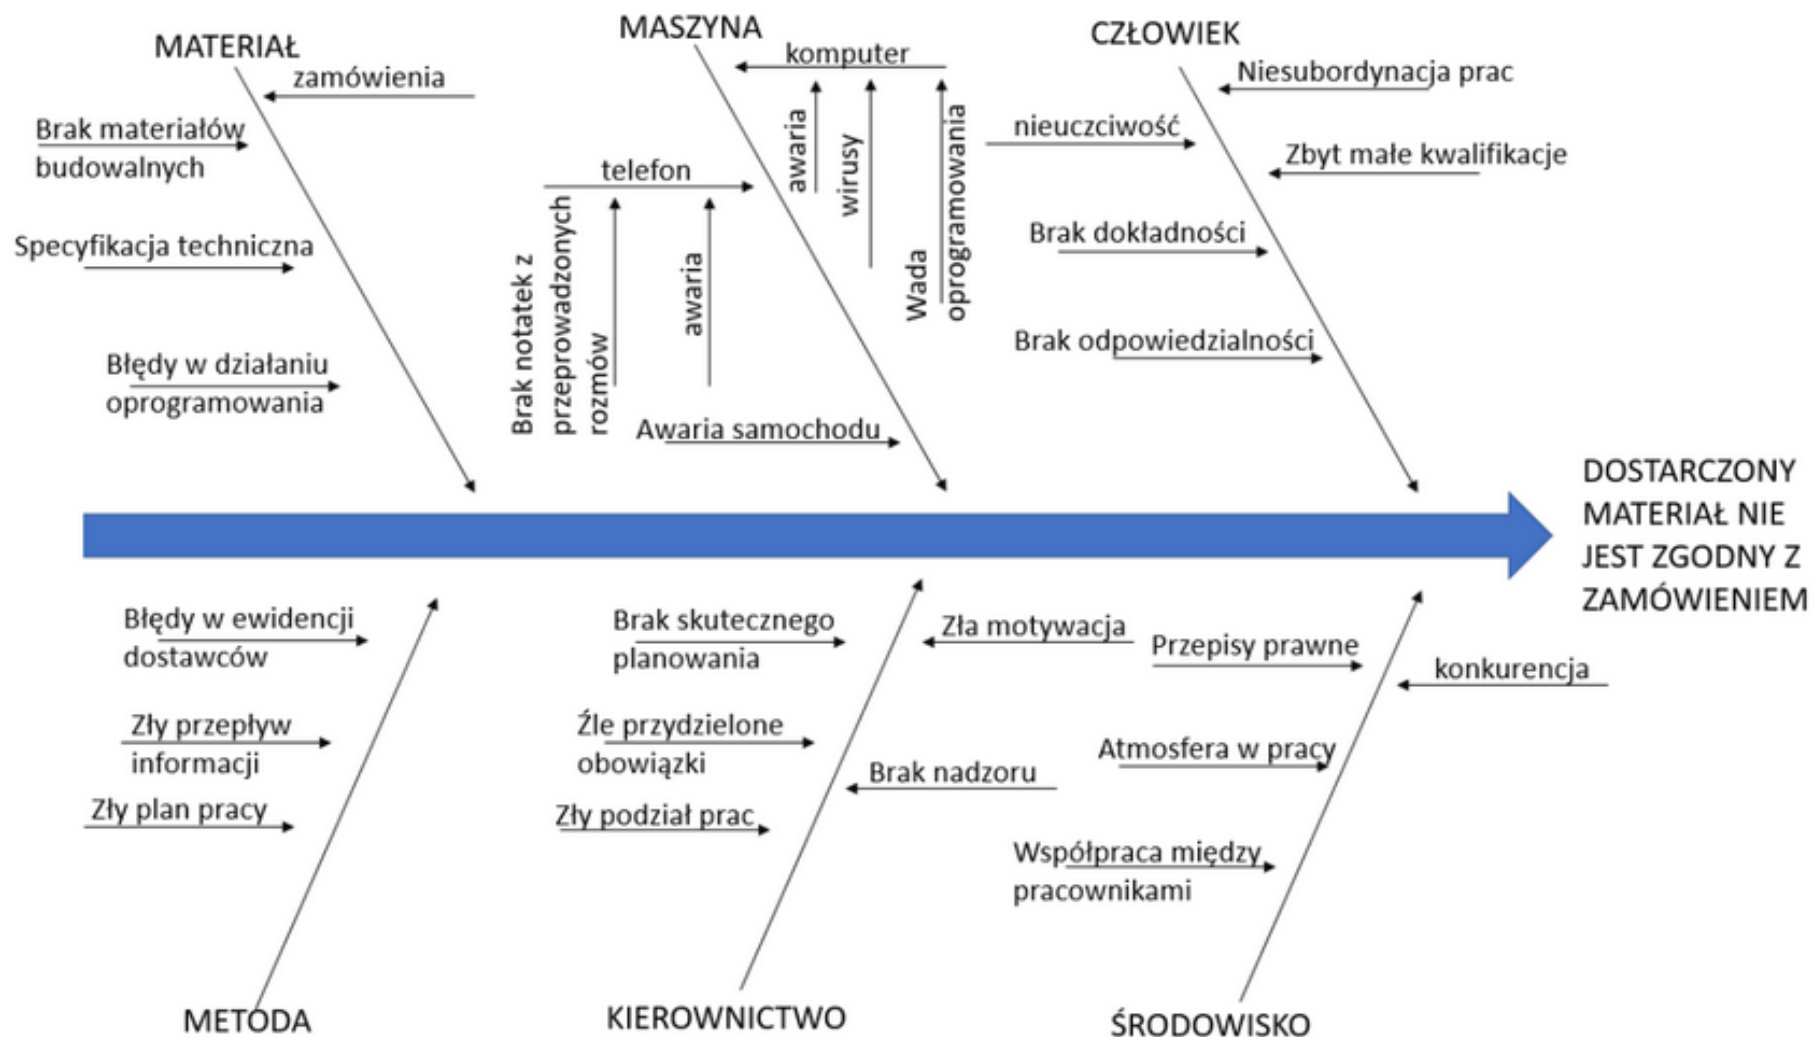 MATERIAŁ
zamówienia
Brak materiałów
budowalnych
Specyfikacja techniczna
Błędy w działaniu
oprogramowania
MASZYNA
komputer
awaria
wirusy
Wada
oprogramowania
telefon
Brak notatek z
przeprowadzonych
rozmów
awaria
Awaria samochodu
CZŁOWIEK
Niesubordynacja prac
nieuczciwość
Zbyt małe kwalifikacje
Brak dokładności
Brak odpowiedzialności
DOSTARCZONY
MATERIAŁ NIE
JEST ZGODNY Z
ZAMÓWIENIEM
Błędy w ewidencji
dostawców
Zły przepływ
informacji
Zły plan pracy
METODA
Brak skutecznego
planowania
Zła motywacja
Źle przydzielone
obowiązki
Brak nadzoru
Zły podział prac
KIEROWNICTWO
Przepisy prawne
konkurencja
Atmosfera w pracy
Współpraca między
pracownikami
ŚRODOWISKO